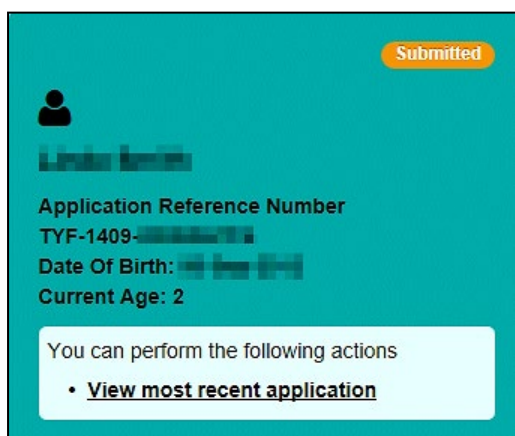 Submitted
Application Reference Number
TYF-1409-
Date Of Birth:
Current Age: 2
You can perform the following actions
• View most recent application